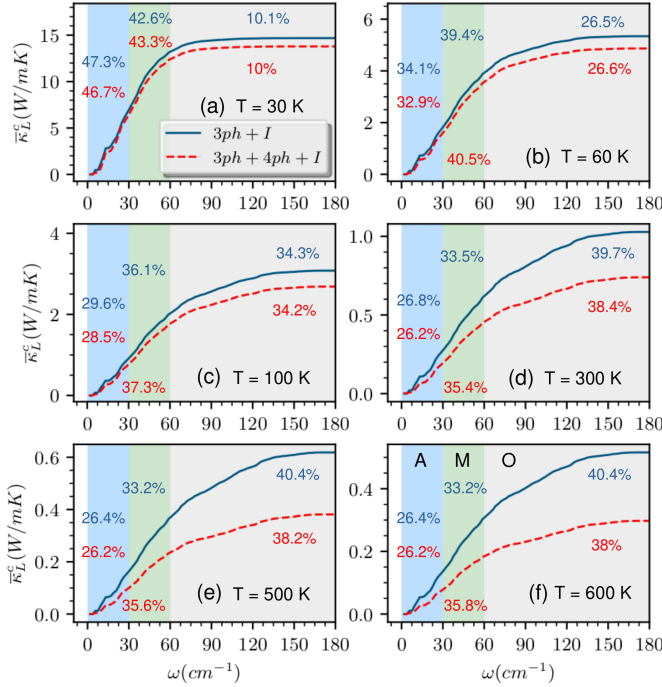 κ̅_L^c (W/mK)
15
10
5
0
42.6%
10.1%
43.3%
47.3%
46.7%
10%
(a) T = 30 K
3ph + I
3ph + 4ph + I
0 30 60 90 120 150 180
6
4
2
0
39.4%
26.5%
34.1%
26.6%
32.9%
40.5%
(b) T = 60 K
0 30 60 90 120 150 180
κ̅_L^c (W/mK)
4
2
0
34.3%
36.1%
29.6%
34.2%
28.5%
37.3%
(c) T = 100 K
0 30 60 90 120 150 180
1.0
0.5
0.0
33.5%
39.7%
26.8%
38.4%
26.2%
35.4%
(d) T = 300 K
0 30 60 90 120 150 180
κ̅_L^c (W/mK)
0.6
0.4
0.2
0.0
40.4%
33.2%
26.4%
26.2%
38.2%
35.6%
(e) T = 500 K
0 30 60 90 120 150 180
ω(cm⁻¹)
0.4
0.2
0.0
A M O
33.2%
40.4%
26.4%
26.2%
38%
35.8%
(f) T = 600 K
0 30 60 90 120 150 180
ω(cm⁻¹)